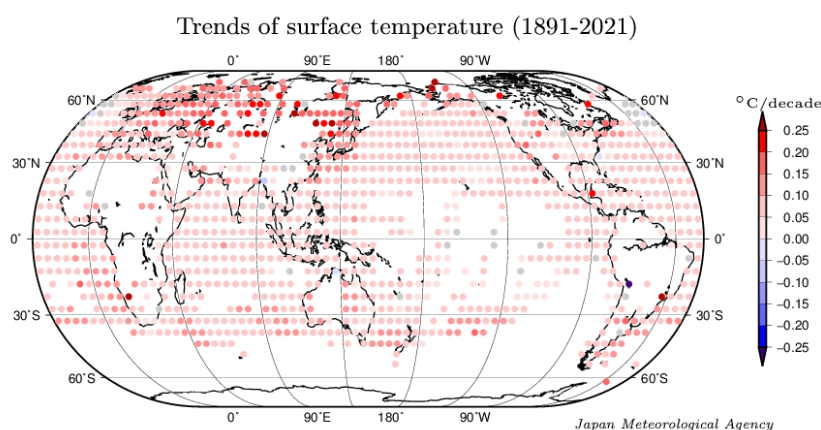 Trends of surface temperature (1891-2021)
0˚ 90˚E 180˚ 90˚W
°C/decade
60˚N 60˚N
30˚N 30˚N
0˚ 0˚
30˚S 30˚S
60˚S 60˚S
0˚ 90˚E 180˚ 90˚W
0.25
0.20
0.15
0.10
0.05
0.00
-0.05
-0.10
-0.15
-0.20
-0.25
Japan Meteorological Agency